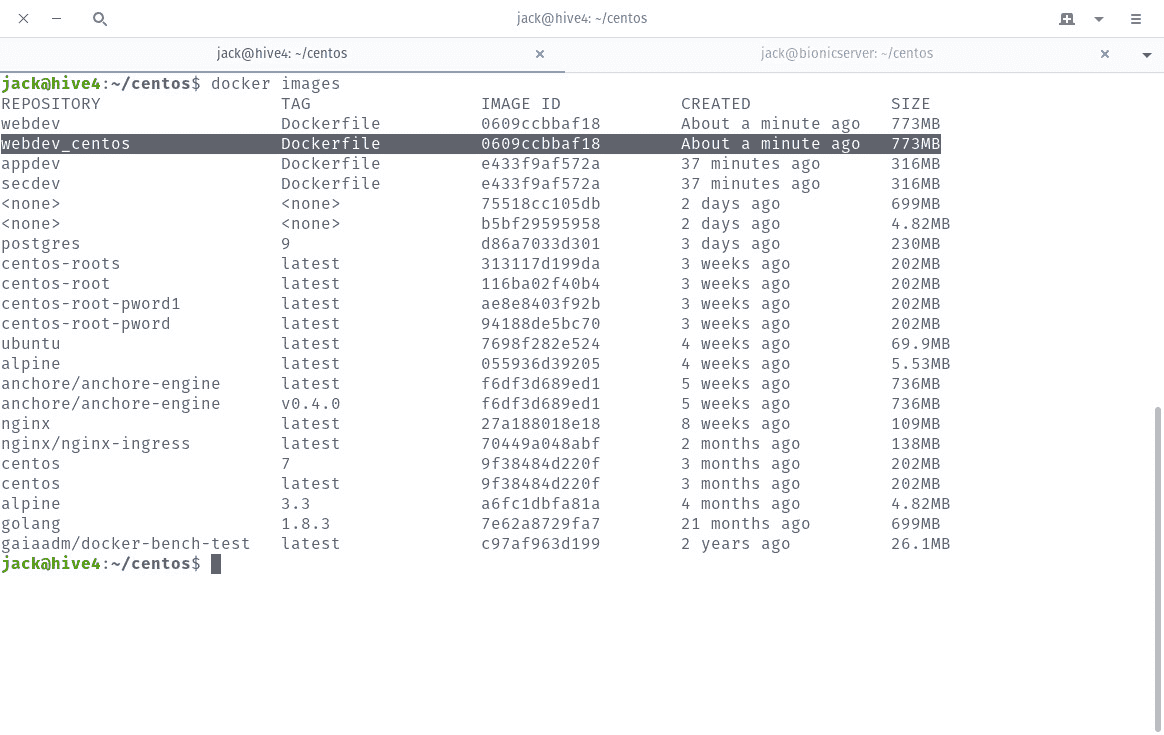 jack@hive4: ~/centos
jack@hive4: ~/centos jack@bionicserver: ~/centos
jack@hive4:~/centos$ docker images
REPOSITORY TAG IMAGE ID CREATED SIZE
webdev Dockerfile 0609ccbbaf18 About a minute ago 773MB
webdev_centos Dockerfile 0609ccbbaf18 About a minute ago 773MB
appdev Dockerfile e433f9af572a 37 minutes ago 316MB
secdev Dockerfile e433f9af572a 37 minutes ago 316MB
<none> <none> 75518cc105db 2 days ago 699MB
<none> <none> b5bf29595958 2 days ago 4.82MB
postgres 9 d86a7033d301 3 days ago 230MB
centos-roots latest 313117d199da 3 weeks ago 202MB
centos-root latest 116ba02f40b4 3 weeks ago 202MB
centos-root-pword1 latest ae8e8403f92b 3 weeks ago 202MB
centos-root-pword latest 94188de5bc70 3 weeks ago 202MB
ubuntu latest 7698f282e524 4 weeks ago 69.9MB
alpine latest 055936d39205 4 weeks ago 5.53MB
anchore/anchore-engine latest f6df3d689ed1 5 weeks ago 736MB
anchore/anchore-engine v0.4.0 f6df3d689ed1 5 weeks ago 736MB
nginx latest 27a188018e18 8 weeks ago 109MB
nginx/nginx-ingress latest 70449a048abf 2 months ago 138MB
centos 7 9f38484d220f 3 months ago 202MB
centos latest 9f38484d220f 3 months ago 202MB
alpine 3.3 a6fc1dbfa81a 4 months ago 4.82MB
golang 1.8.3 7e62a8729fa7 21 months ago 699MB
gaiaadm/docker-bench-test latest c97af963d199 2 years ago 26.1MB
jack@hive4:~/centos$